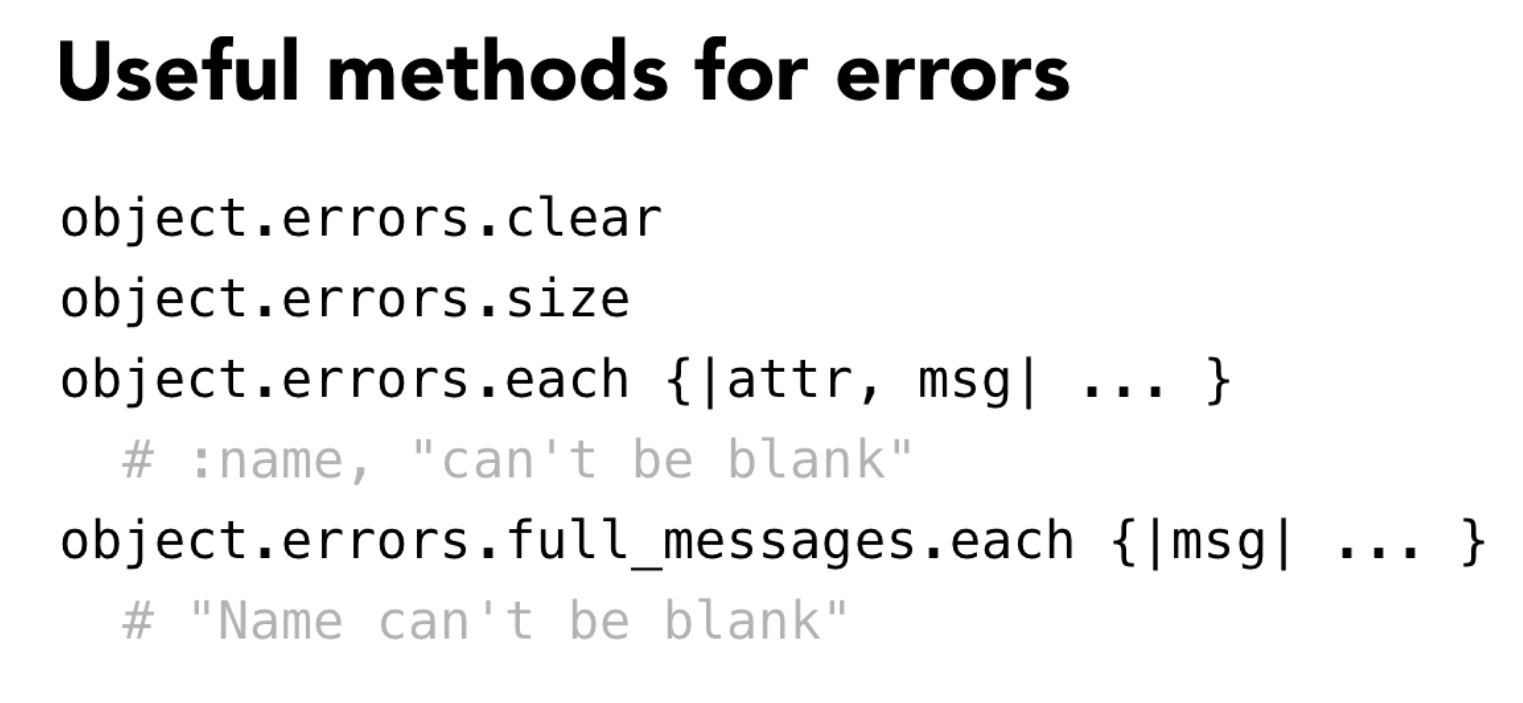 Useful methods for errors
object.errors.clear
object.errors.size
object.errors.each {|attr, msg| ... }
# :name, "can't be blank"
object.errors.full_messages.each {|msg| ... }
# "Name can't be blank"